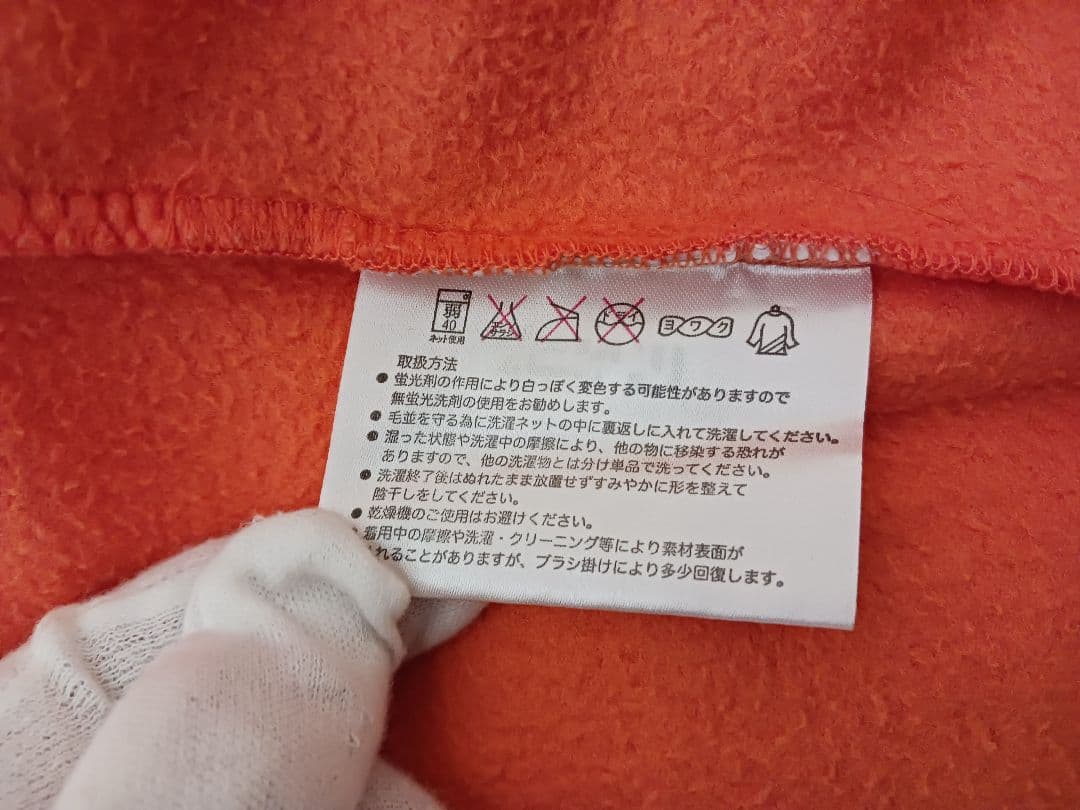 弱 40 ネット使用 エンソ サラシ ドライ ヨワク
取扱方法
● 蛍光剤の作用により白っぽく変色する可能性がありますので
無蛍光洗剤の使用をお勧めします。
● 毛並を守る為に洗濯ネットの中に裏返しに入れて洗濯してください。
● 湿った状態や洗濯中の摩擦により、他の物に移染する恐れが
ありますので、他の洗濯物とは分け単品で洗ってください。
● 洗濯終了後はぬれたまま放置せずすみやかに形を整えて
陰干しをしてください。
● 乾燥機のご使用はお避けください。
着用中の摩擦や洗濯・クリーニング等により素材表面が
れることがありますが、ブラシ掛けにより多少回復します。